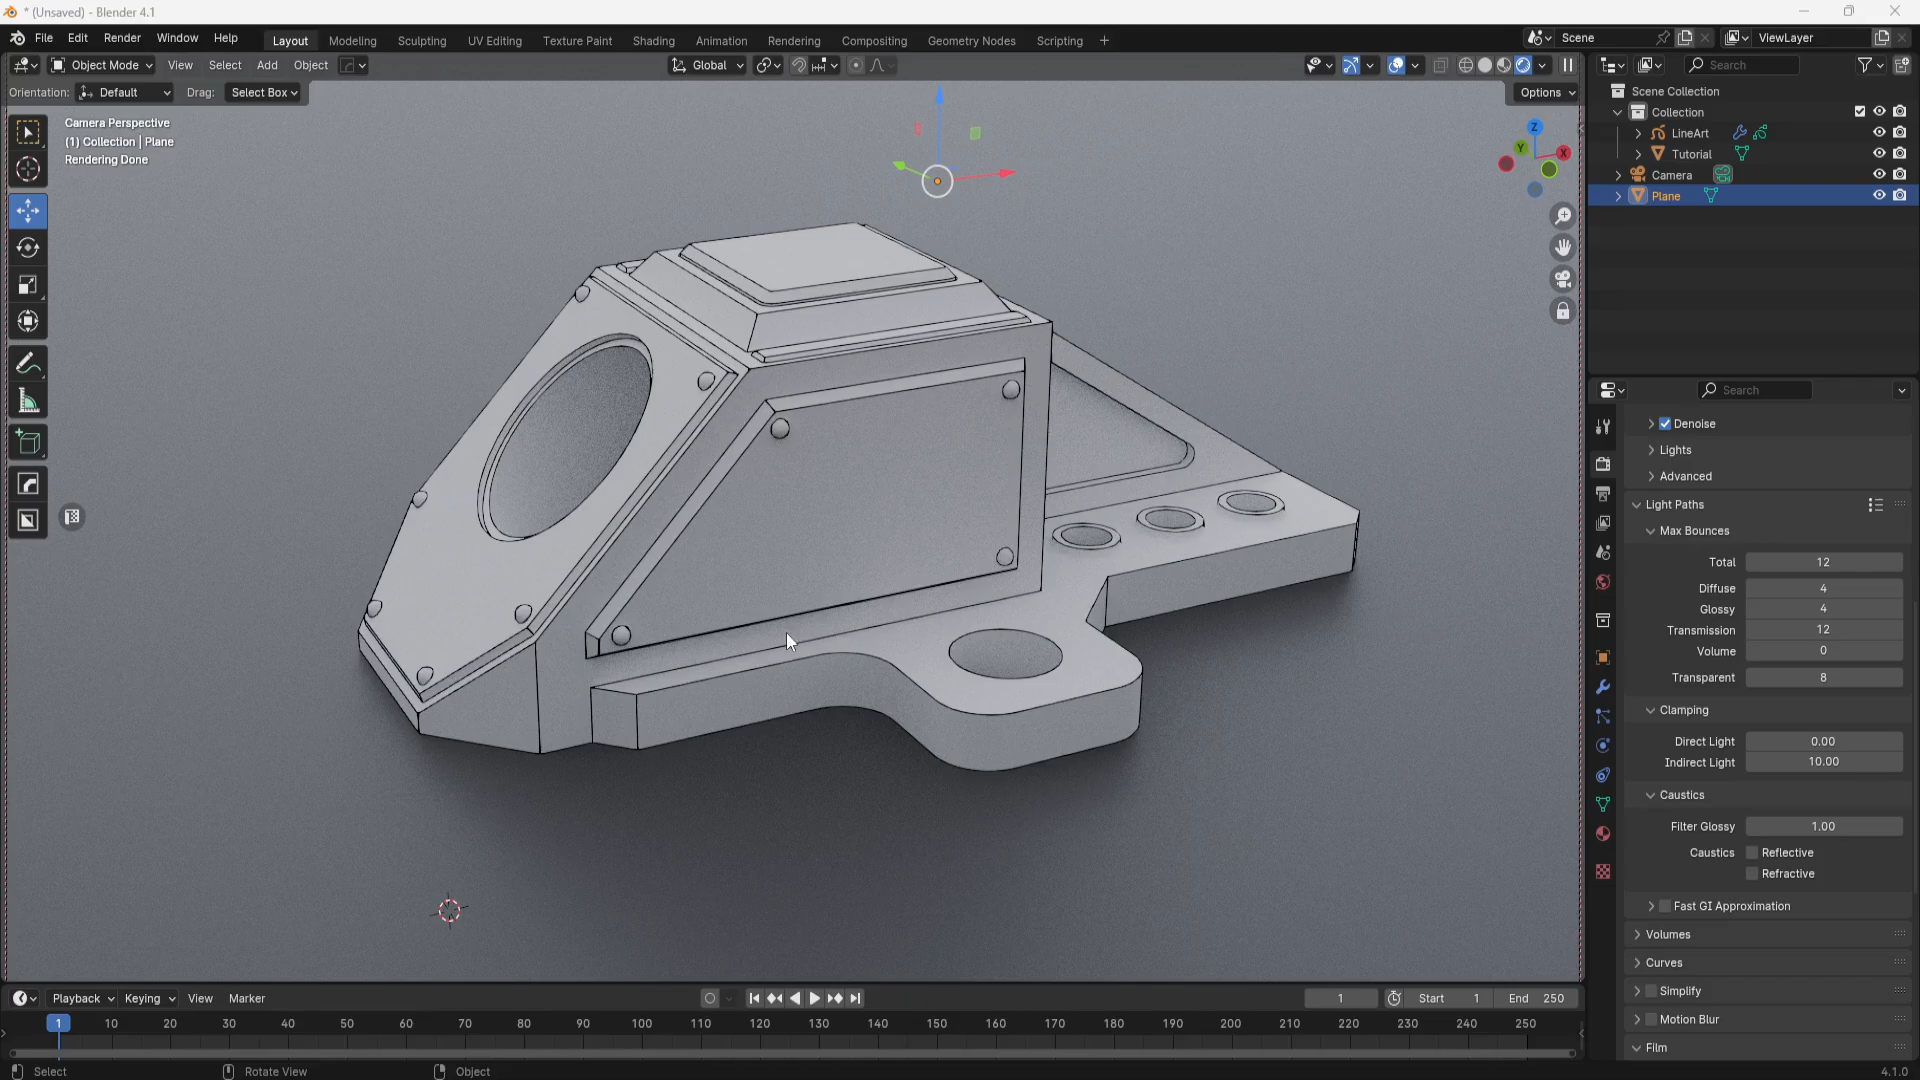 * (Unsaved) - Blender 4.1
File Edit Render Window Help
Layout Modeling Sculpting UV Editing Texture Paint Shading Animation Rendering Compositing Geometry Nodes Scripting +
Scene ViewLayer
Object Mode View Select Add Object Global
Search
Orientation: Default Drag: Select Box Options
Camera Perspective
(1) Collection | Plane
Rendering Done
Z
Y
X
Scene Collection
Collection
LineArt
Tutorial
Camera
Plane
Search
Denoise
Lights
Advanced
Light Paths
Max Bounces
Total 12
Diffuse 4
Glossy 4
Transmission 12
Volume 0
Transparent 8
Clamping
Direct Light 0.00
Indirect Light 10.00
Caustics
Filter Glossy 1.00
Caustics Reflective
Refractive
Fast GI Approximation
Volumes
Curves
Simplify
Motion Blur
Film
Playback Keying View Marker 1 Start 1 End 250
1 10 20 30 40 50 60 70 80 90 100 110 120 130 140 150 160 170 180 190 200 210 220 230 240 250
Select Rotate View Object 4.1.0